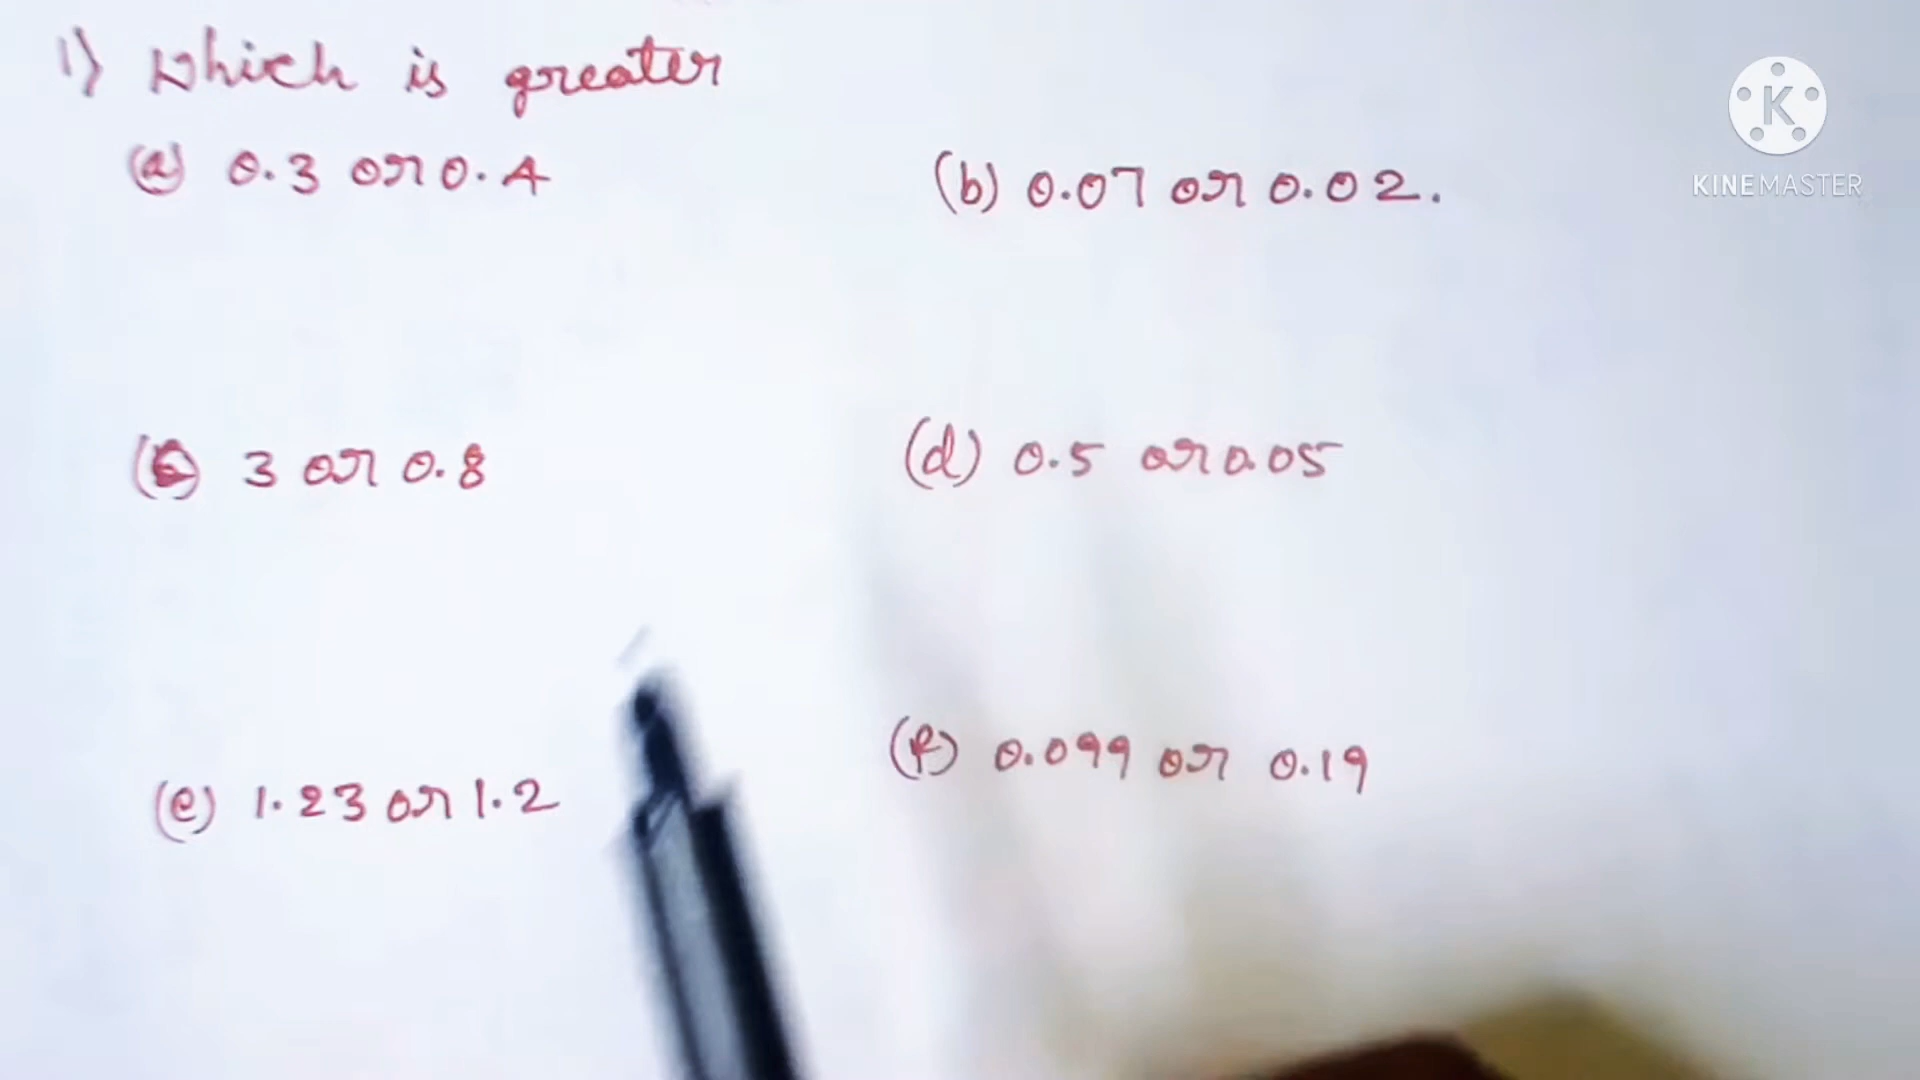 1) Which is greater
(a) 0.3 or 0.4
(b) 0.07 or 0.02.
(c) 3 or 0.8
(d) 0.5 or 0.05
(e) 1.23 or 1.2
(f) 0.099 or 0.19
K
KINEMASTER